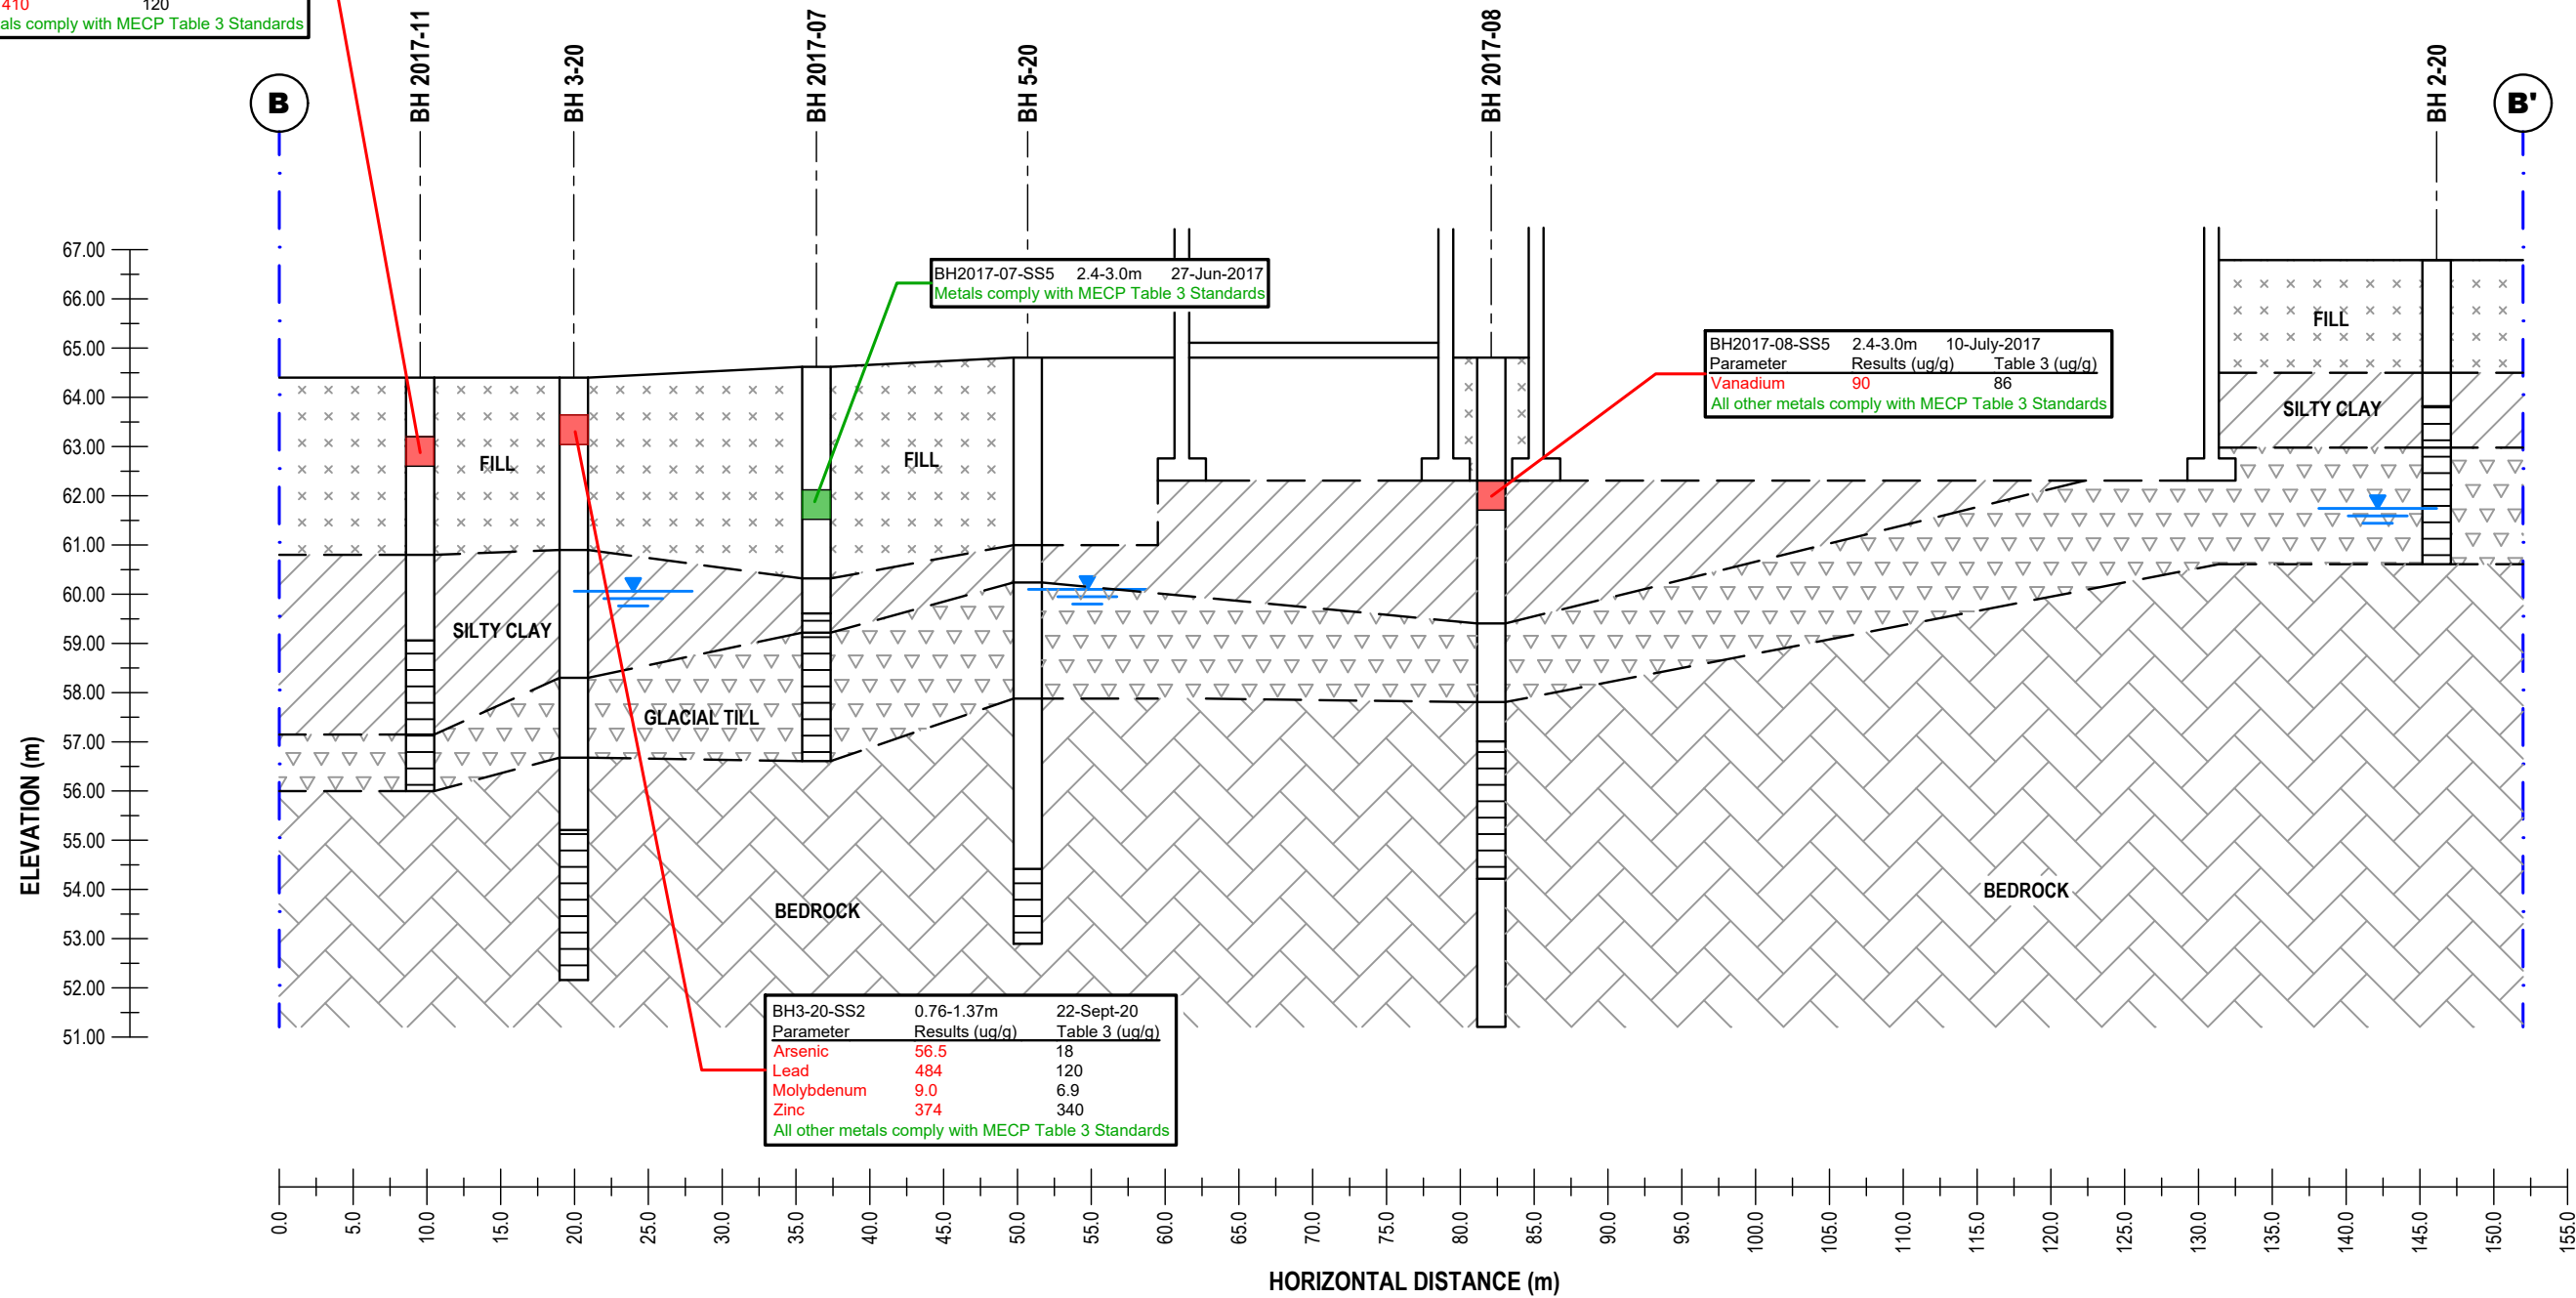 410 120
als comply with MECP Table 3 Standards
B
BH 2017-11
BH 3-20
BH 2017-07
BH 5-20
BH 2017-08
BH 2-20
B'
67.00
66.00
65.00
64.00
63.00
62.00
61.00
60.00
59.00
58.00
57.00
56.00
55.00
54.00
53.00
52.00
51.00
ELEVATION (m)
BH2017-07-SS5 2.4-3.0m 27-Jun-2017
Metals comply with MECP Table 3 Standards
BH2017-08-SS5 2.4-3.0m 10-July-2017
Parameter Results (ug/g) Table 3 (ug/g)
Vanadium 90 86
All other metals comply with MECP Table 3 Standards
FILL
SILTY CLAY
FILL
FILL
SILTY CLAY
GLACIAL TILL
BEDROCK
BEDROCK
BH3-20-SS2 0.76-1.37m 22-Sept-20
Parameter Results (ug/g) Table 3 (ug/g)
Arsenic 56.5 18
Lead 484 120
Molybdenum 9.0 6.9
Zinc 374 340
All other metals comply with MECP Table 3 Standards
0.0 5.0 10.0 15.0 20.0 25.0 30.0 35.0 40.0 45.0 50.0 55.0 60.0 65.0 70.0 75.0 80.0 85.0 90.0 95.0 100.0 105.0 110.0 115.0 120.0 125.0 130.0 135.0 140.0 145.0 150.0 155.0
HORIZONTAL DISTANCE (m)